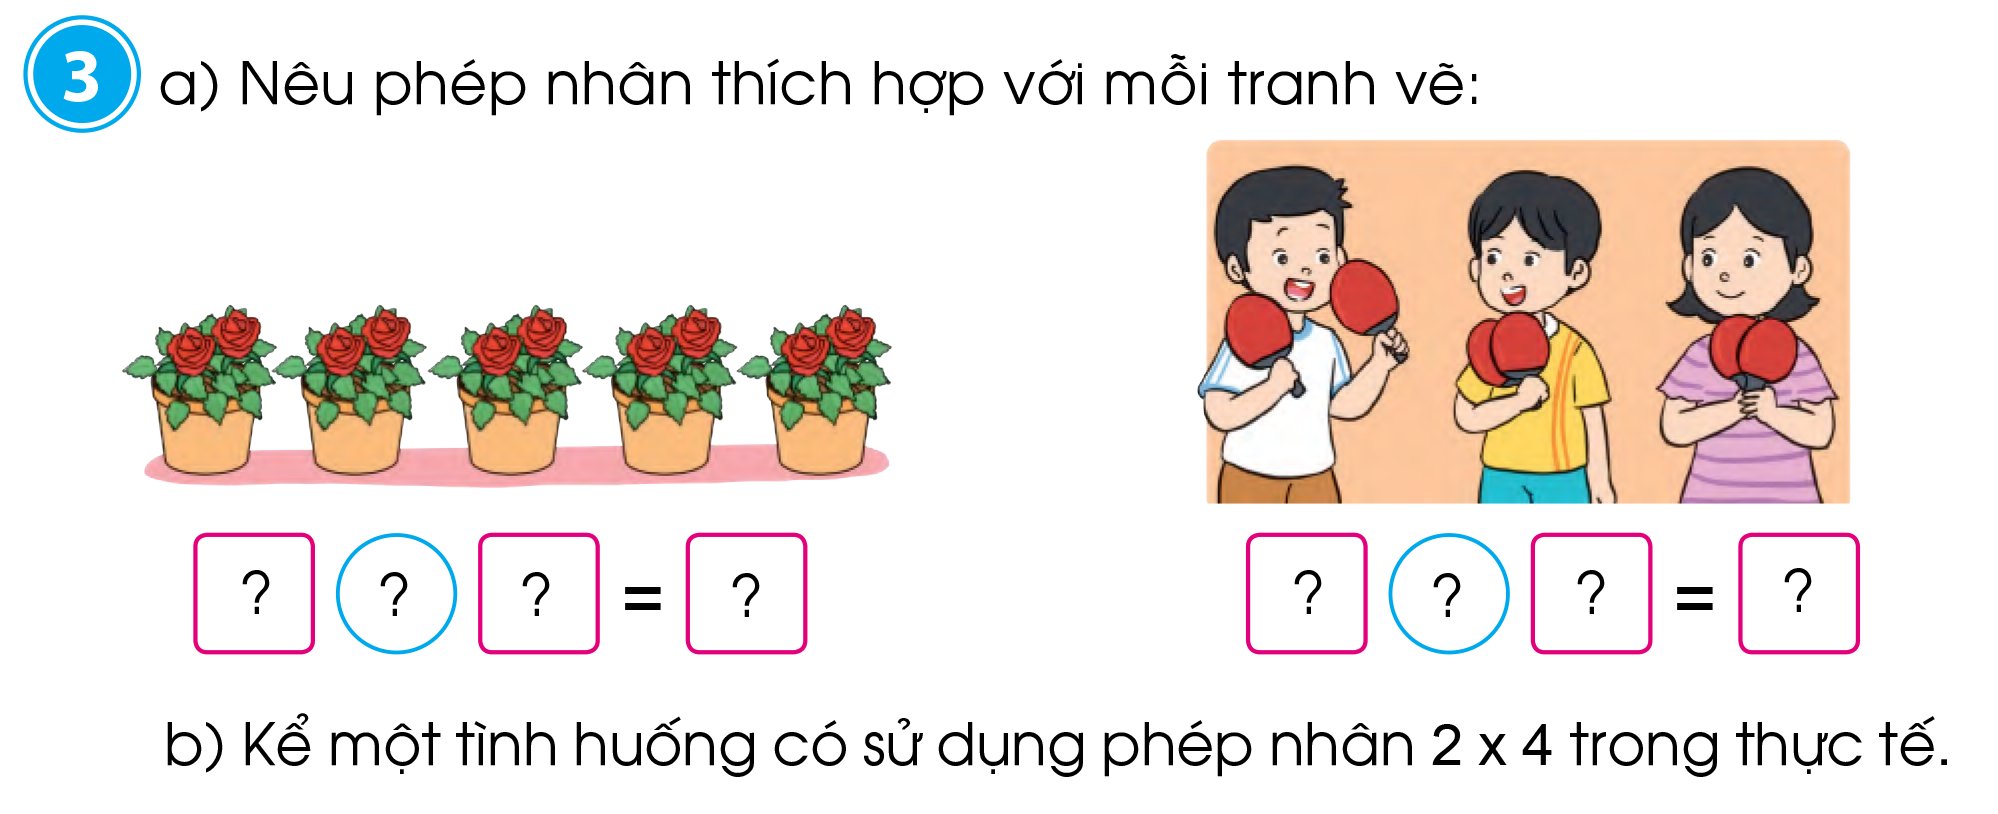 3 a) Nêu phép nhân thích hợp với mỗi tranh vẽ:
? ? ? = ? ? ? ? = ?
b) Kể một tình huống có sử dụng phép nhân 2 x 4 trong thực tế.